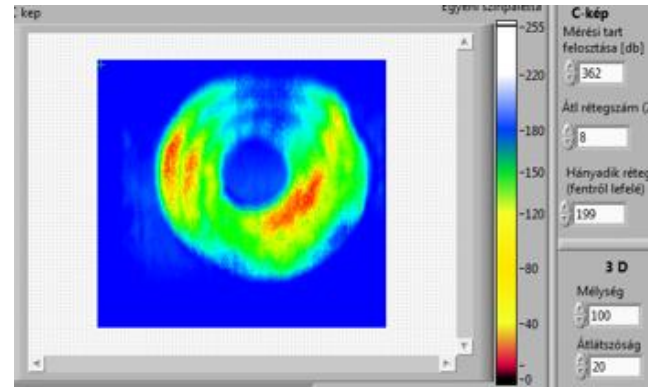 C kep
Egyéni színpaletta
-255
-220
-180
-150
-120
-80
-40
-0
C-kép
Mérési tart
felosztása [db]
362
Átl rétegszám (
8
Hányadik réteg
(fentről lefelé)
199
3 D
Mélység
100
Átlátszóság
20